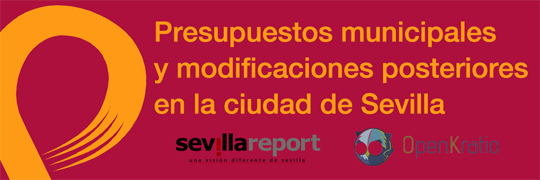 Presupuestos municipales
y modificaciones posteriores
en la ciudad de Sevilla
sevillareport
una visión diferente de sevilla
OpenKratio